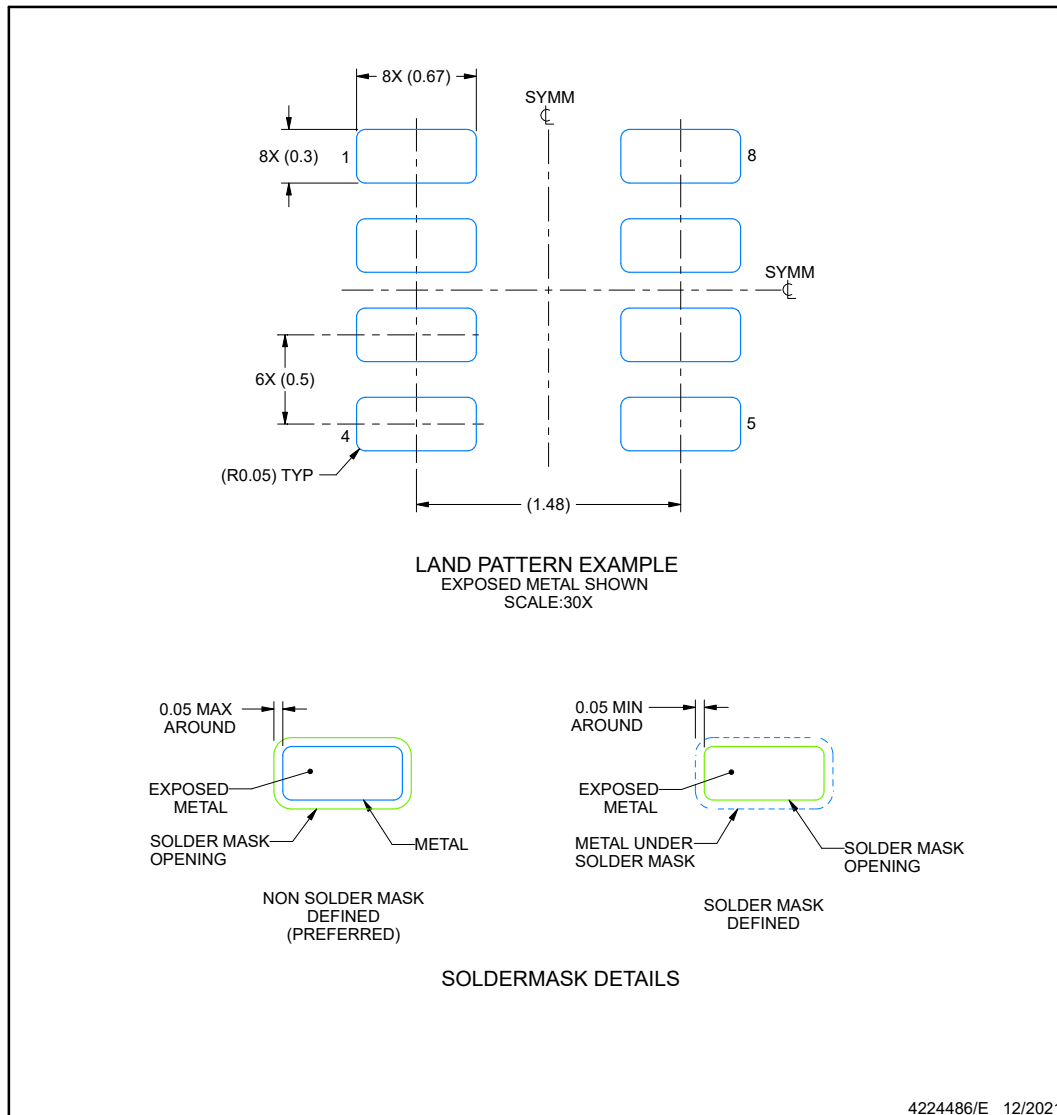 8X (0.67)
SYMM
8X (0.3)
1
8
SYMM
6X (0.5)
4
5
(R0.05) TYP
(1.48)
LAND PATTERN EXAMPLE
EXPOSED METAL SHOWN
SCALE:30X
0.05 MAX
AROUND
EXPOSED
METAL
SOLDER MASK
OPENING
METAL
NON SOLDER MASK
DEFINED
(PREFERRED)
0.05 MIN
AROUND
EXPOSED
METAL
METAL UNDER
SOLDER MASK
SOLDER MASK
OPENING
SOLDER MASK
DEFINED
SOLDERMASK DETAILS
4224486/E 12/2021